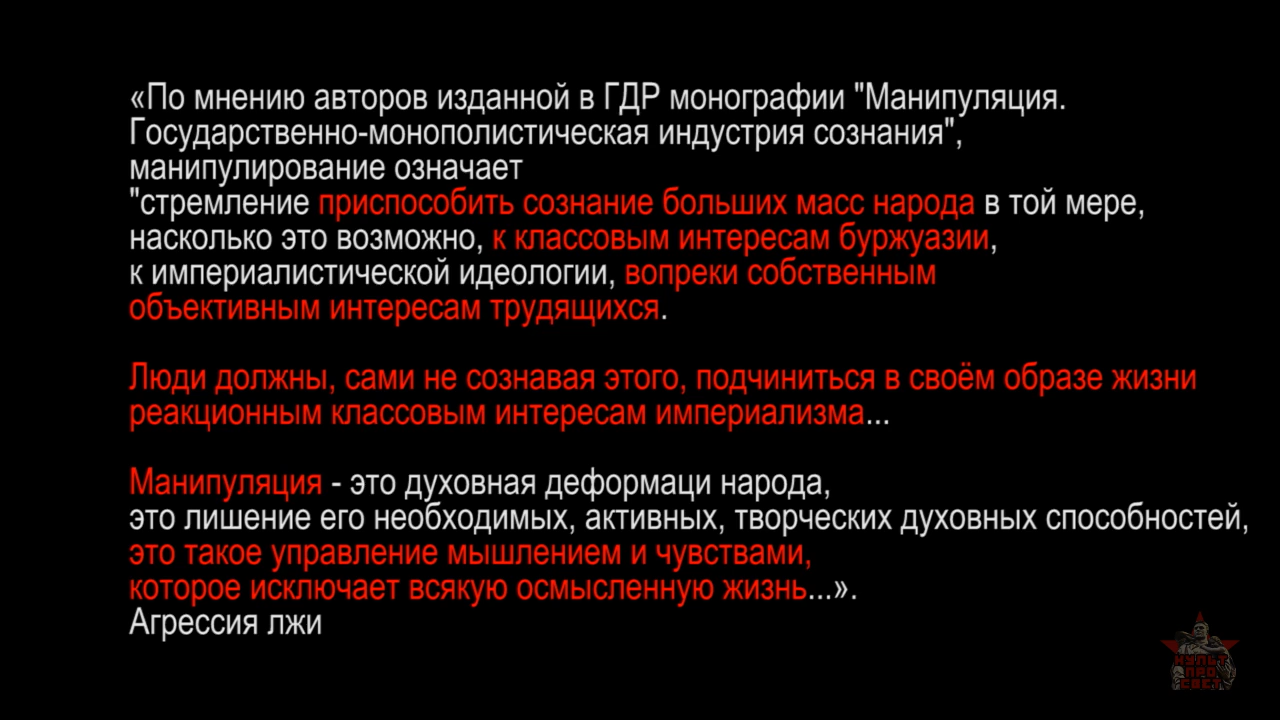 «По мнению авторов изданной в ГДР монографии "Манипуляция.
Государственно-монополистическая индустрия сознания",
манипулирование означает
"стремление приспособить сознание больших масс народа в той мере,
насколько это возможно, к классовым интересам буржуазии,
к империалистической идеологии, вопреки собственным
объективным интересам трудящихся.
Люди должны, сами не сознавая этого, подчиниться в своём образе жизни
реакционным классовым интересам империализма...
Манипуляция - это духовная деформаци народа,
это лишение его необходимых, активных, творческих духовных способностей,
это такое управление мышлением и чувствами,
которое исключает всякую осмысленную жизнь...».
Агрессия лжи
КУЛЬТ
ПРО
СВЕТ